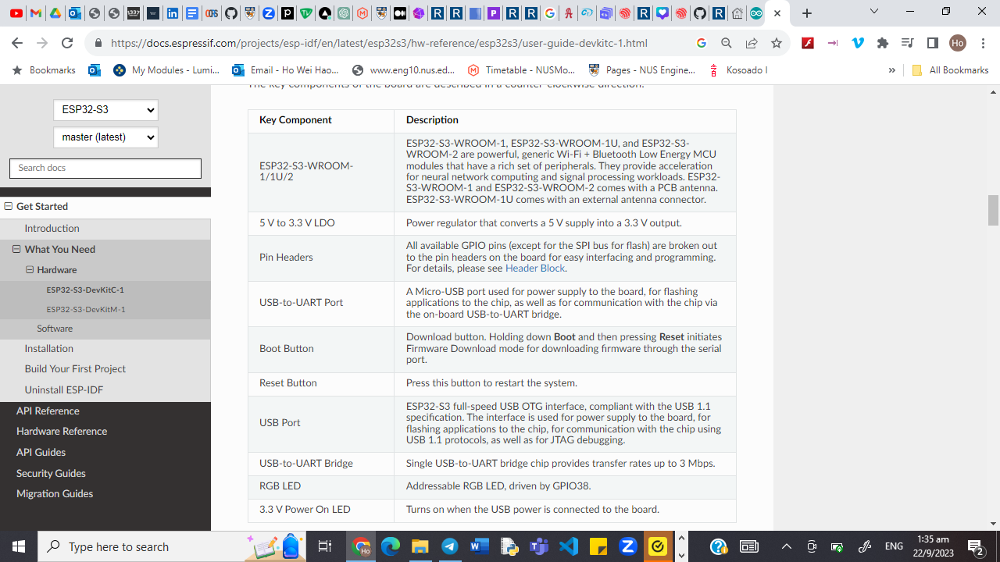 https://docs.espressif.com/projects/esp-idf/en/latest/esp32s3/hw-reference/esp32s3/user-guide-devkitc-1.html
Ho
Bookmarks
My Modules - Lumi...
Email - Ho Wei Hao...
www.eng10.nus.ed...
Timetable - NUSMo...
Pages - NUS Engine...
Kosoado I
»
All Bookmarks
The key components of the board are described in a counter-clockwise direction.
ESP32-S3
master (latest)
Search docs
Get Started
Introduction
What You Need
Hardware
ESP32-S3-DevKitC-1
ESP32-S3-DevKitM-1
Software
Installation
Build Your First Project
Uninstall ESP-IDF
API Reference
Hardware Reference
API Guides
Security Guides
Migration Guides
Key Component
Description
ESP32-S3-WROOM-
1/1U/2
ESP32-S3-WROOM-1, ESP32-S3-WROOM-1U, and ESP32-S3-
WROOM-2 are powerful, generic Wi-Fi + Bluetooth Low Energy MCU
modules that have a rich set of peripherals. They provide acceleration
for neural network computing and signal processing workloads. ESP32-
S3-WROOM-1 and ESP32-S3-WROOM-2 comes with a PCB antenna.
ESP32-S3-WROOM-1U comes with an external antenna connector.
5 V to 3.3 V LDO
Power regulator that converts a 5 V supply into a 3.3 V output.
Pin Headers
All available GPIO pins (except for the SPI bus for flash) are broken out
to the pin headers on the board for easy interfacing and programming.
For details, please see Header Block.
USB-to-UART Port
A Micro-USB port used for power supply to the board, for flashing
applications to the chip, as well as for communication with the chip via
the on-board USB-to-UART bridge.
Boot Button
Download button. Holding down Boot and then pressing Reset initiates
Firmware Download mode for downloading firmware through the serial
port.
Reset Button
Press this button to restart the system.
USB Port
ESP32-S3 full-speed USB OTG interface, compliant with the USB 1.1
specification. The interface is used for power supply to the board, for
flashing applications to the chip, for communication with the chip using
USB 1.1 protocols, as well as for JTAG debugging.
USB-to-UART Bridge
Single USB-to-UART bridge chip provides transfer rates up to 3 Mbps.
RGB LED
Addressable RGB LED, driven by GPIO38.
3.3 V Power On LED
Turns on when the USB power is connected to the board.
Type here to search
ENG
1:35 am
22/9/2023
2